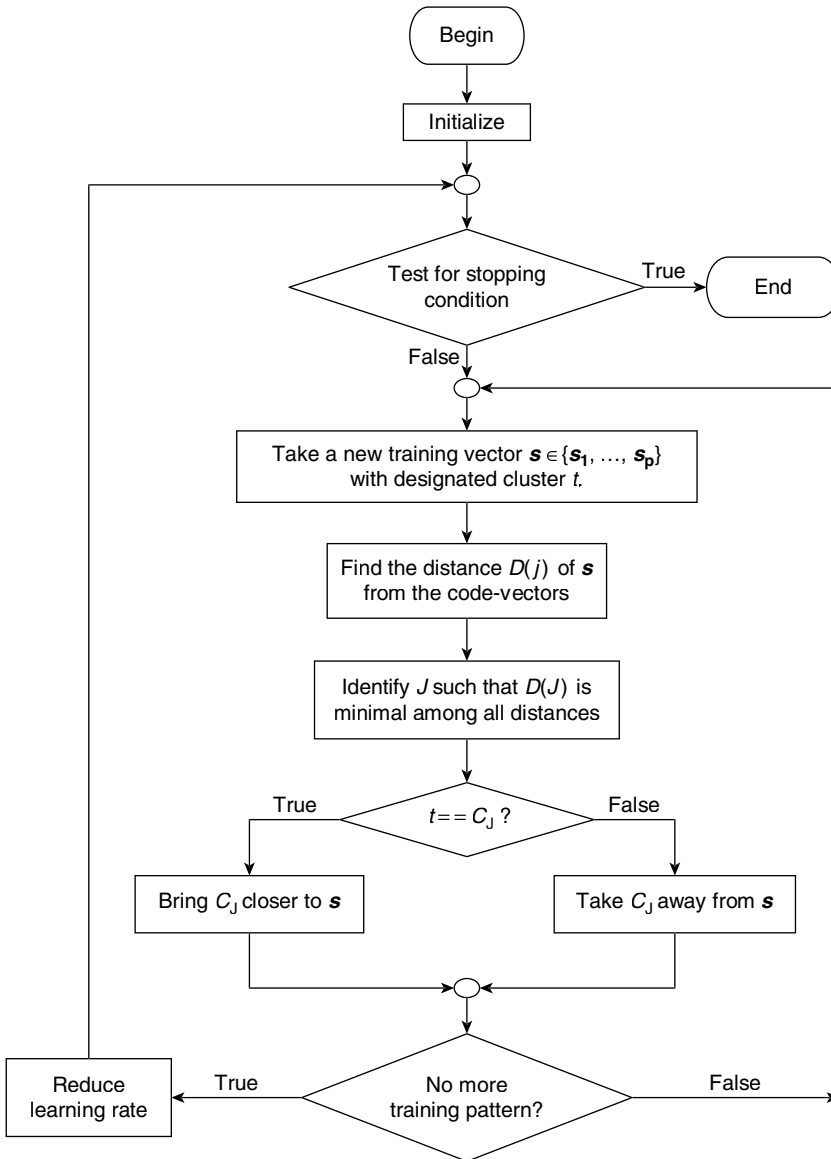 Begin
Initialize
Test for stopping
condition
True
End
False
Take a new training vector s ∈ {s1, …, sp}
with designated cluster t.
Find the distance D(j) of s
from the code-vectors
Identify J such that D(J) is
minimal among all distances
True
t == CJ ?
False
Bring CJ closer to s
Take CJ away from s
Reduce
learning rate
True
No more
training pattern?
False